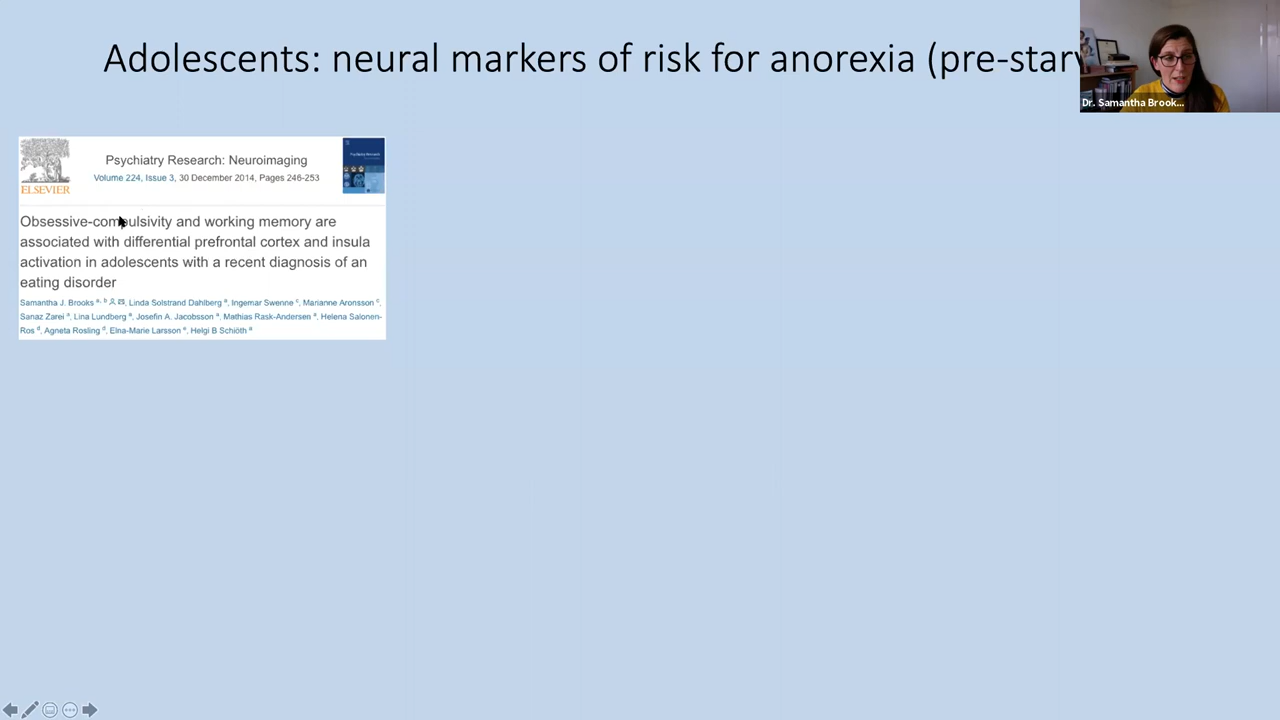 Adolescents: neural markers of risk for anorexia (pre-starv
Dr. Samantha Brook...
Psychiatry Research: Neuroimaging
Volume 224, Issue 3, 30 December 2014, Pages 246-253
ELSEVIER
Obsessive-compulsivity and working memory are
associated with differential prefrontal cortex and insula
activation in adolescents with a recent diagnosis of an
eating disorder
Samantha J. Brooks a, b, Linda Solstrand Dahlberg a, Ingemar Swenne c, Marianne Aronsson c,
Sanaz Zarei a, Lina Lundberg a, Josefin A. Jacobsson a, Mathias Rask-Andersen a, Helena Salonen-
Ros d, Agneta Rosling d, Elna-Marie Larsson e, Helgi B Schiöth a